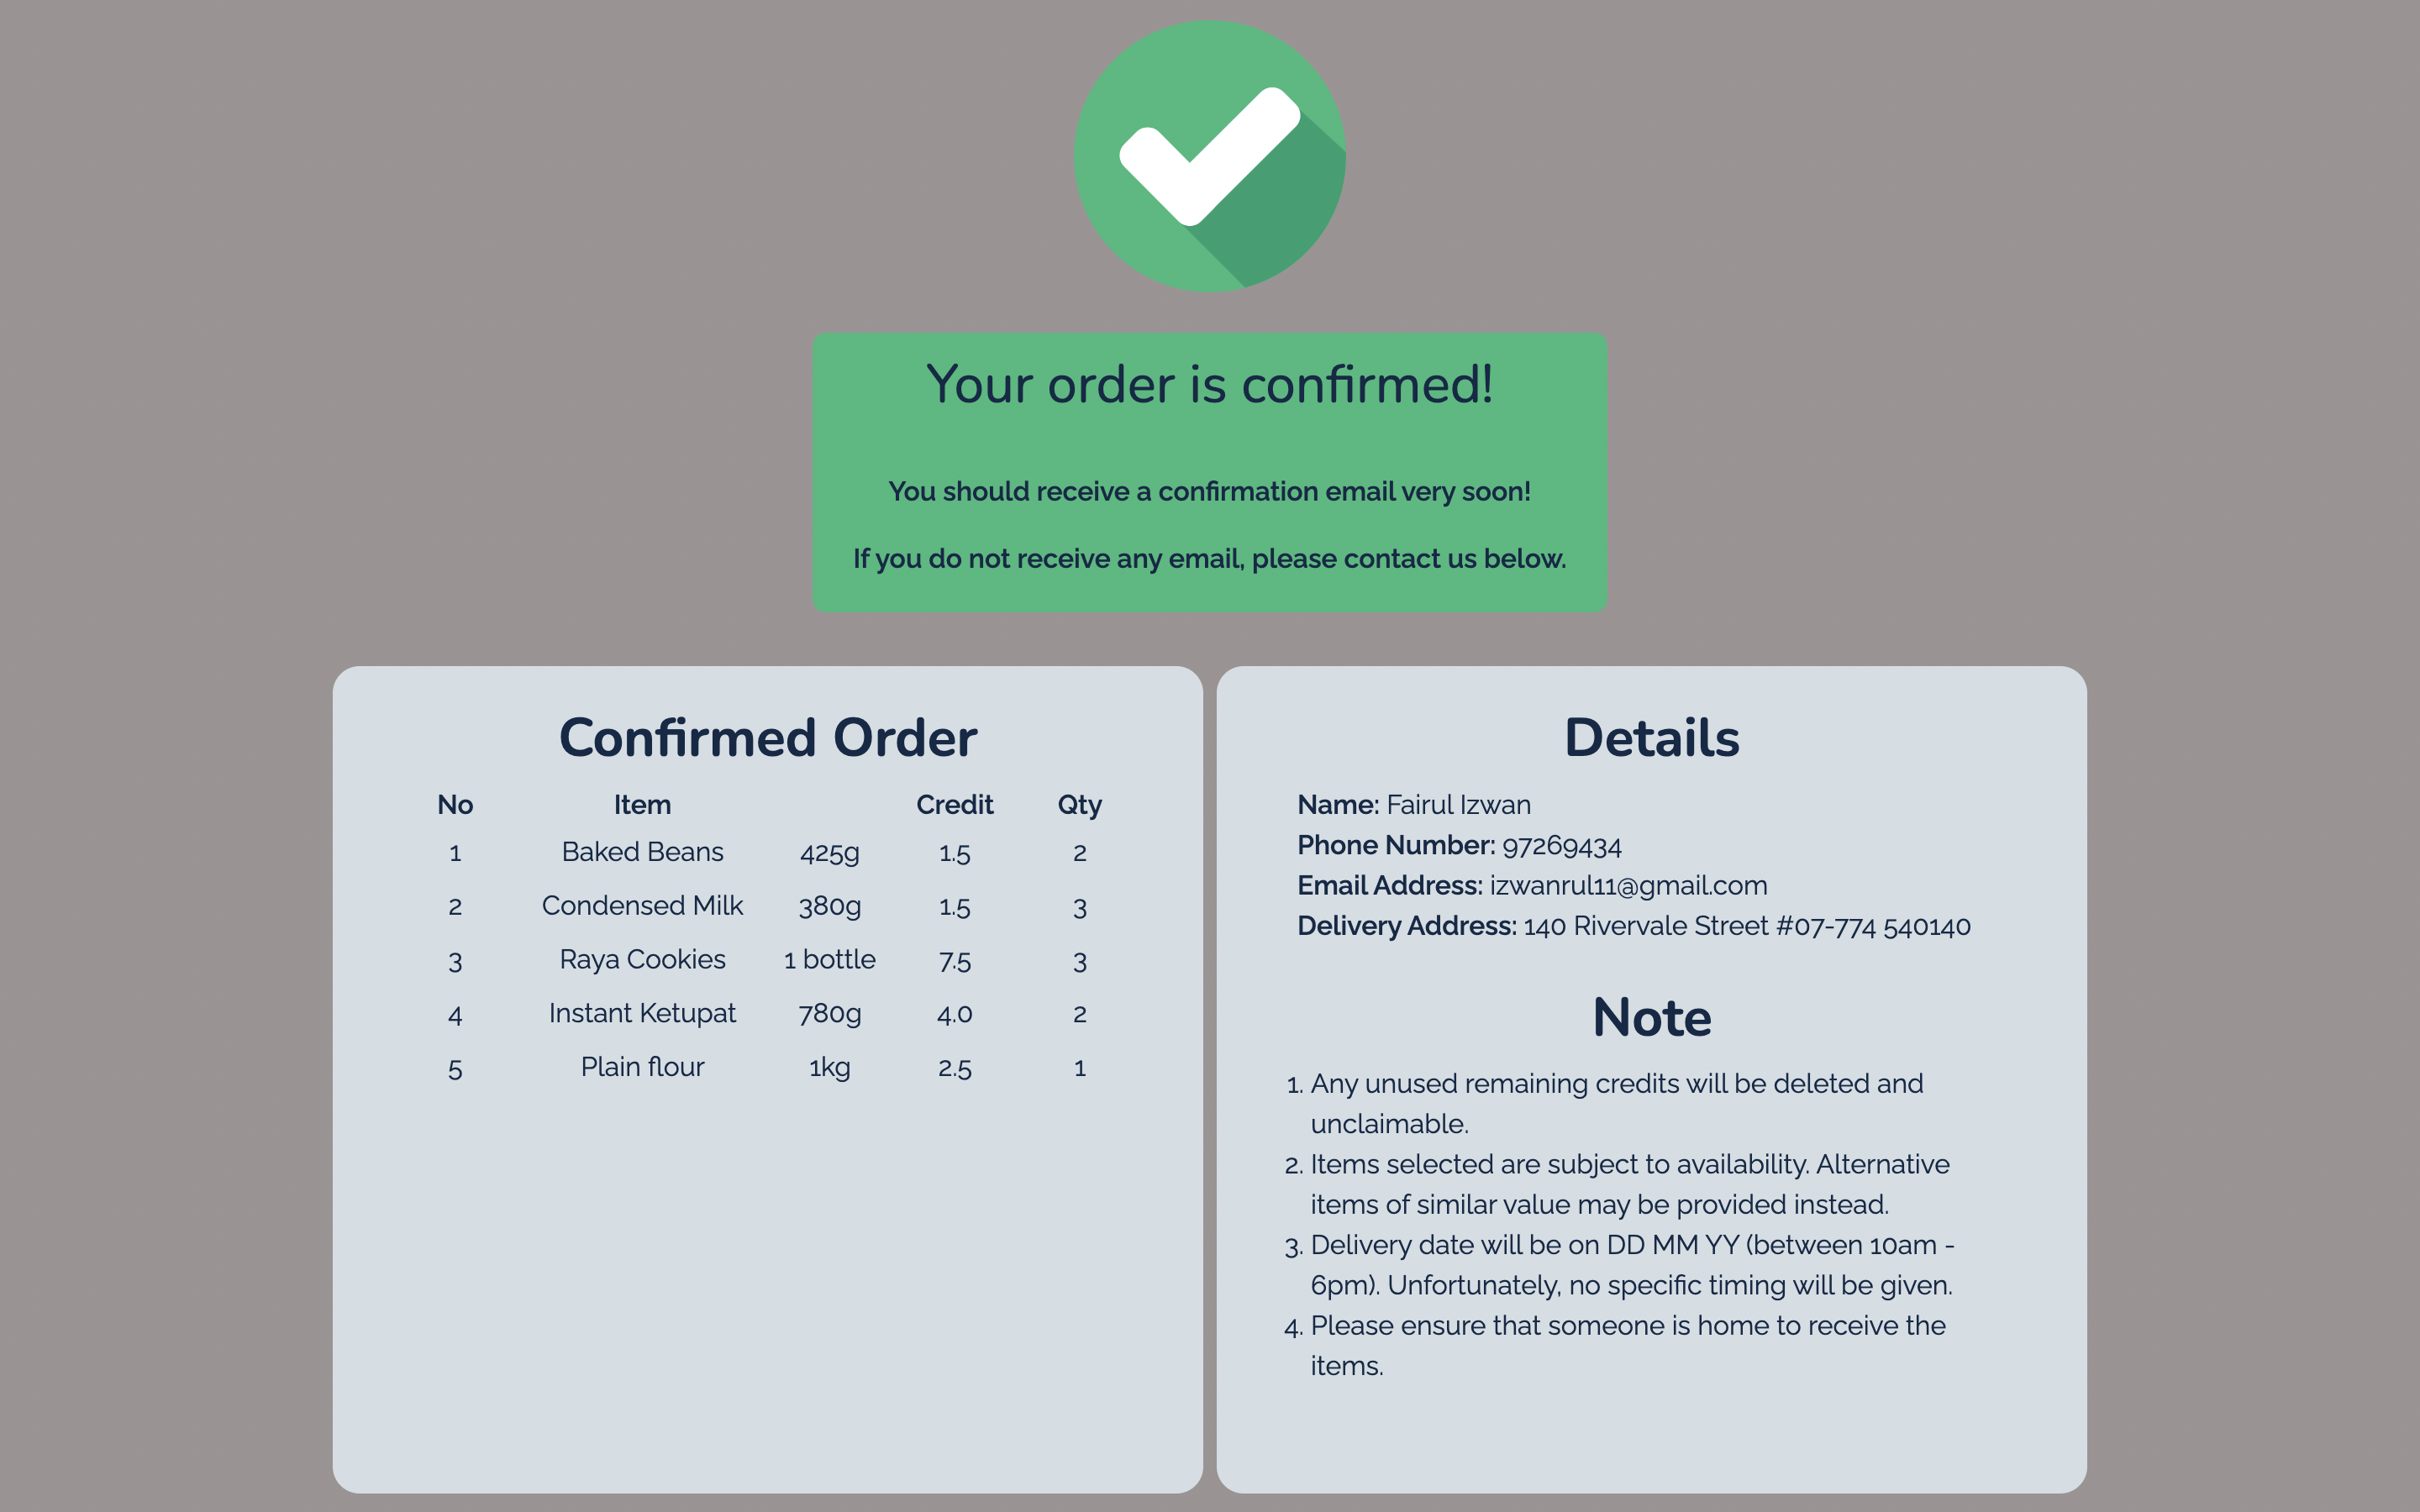 Your order is confirmed!
You should receive a confirmation email very soon!
If you do not receive any email, please contact us below.
Confirmed Order
No Item Credit Qty
1 Baked Beans 425g 1.5 2
2 Condensed Milk 380g 1.5 3
3 Raya Cookies 1 bottle 7.5 3
4 Instant Ketupat 780g 4.0 2
5 Plain flour 1kg 2.5 1
Details
Name: Fairul Izwan
Phone Number: 97269434
Email Address: izwanrul11@gmail.com
Delivery Address: 140 Rivervale Street #07-774 540140
Note
1. Any unused remaining credits will be deleted and
unclaimable.
2. Items selected are subject to availability. Alternative
items of similar value may be provided instead.
3. Delivery date will be on DD MM YY (between 10am -
6pm). Unfortunately, no specific timing will be given.
4. Please ensure that someone is home to receive the
items.